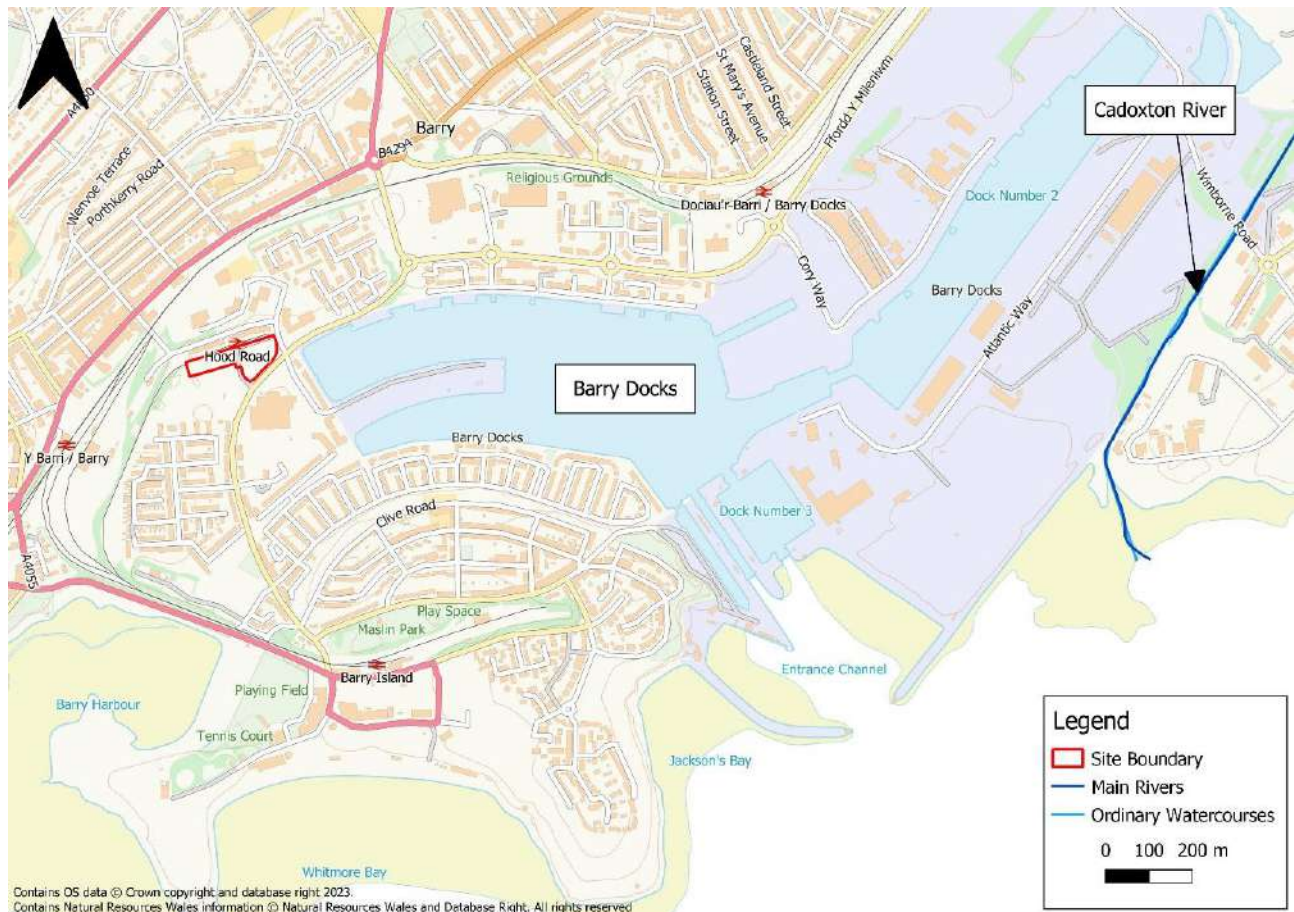 A4050
Castleland Street
St Mary's Avenue
Station Street
Ffordd Y Mileniwm
Cadoxton River
Barry
B4294
Wenvoe Terrace
Porthkerry Road
Religious Grounds
Dociau'r-Barri / Barry Docks
Dock Number 2
Wimborne Road
Cory Way
Barry Docks
Atlantic Way
Hood Road
Barry Docks
Barry Docks
Y Barri / Barry
Clive Road
Dock Number 3
A4055
Play Space
Maslin Park
Entrance Channel
Barry Island
Playing Field
Barry Harbour
Tennis Court
Jackson's Bay
Whitmore Bay
Legend
Site Boundary
Main Rivers
Ordinary Watercourses
0 100 200 m
Contains OS data © Crown copyright and database right 2023.
Contains Natural Resources Wales information © Natural Resources Wales and Database Right. All rights reserved